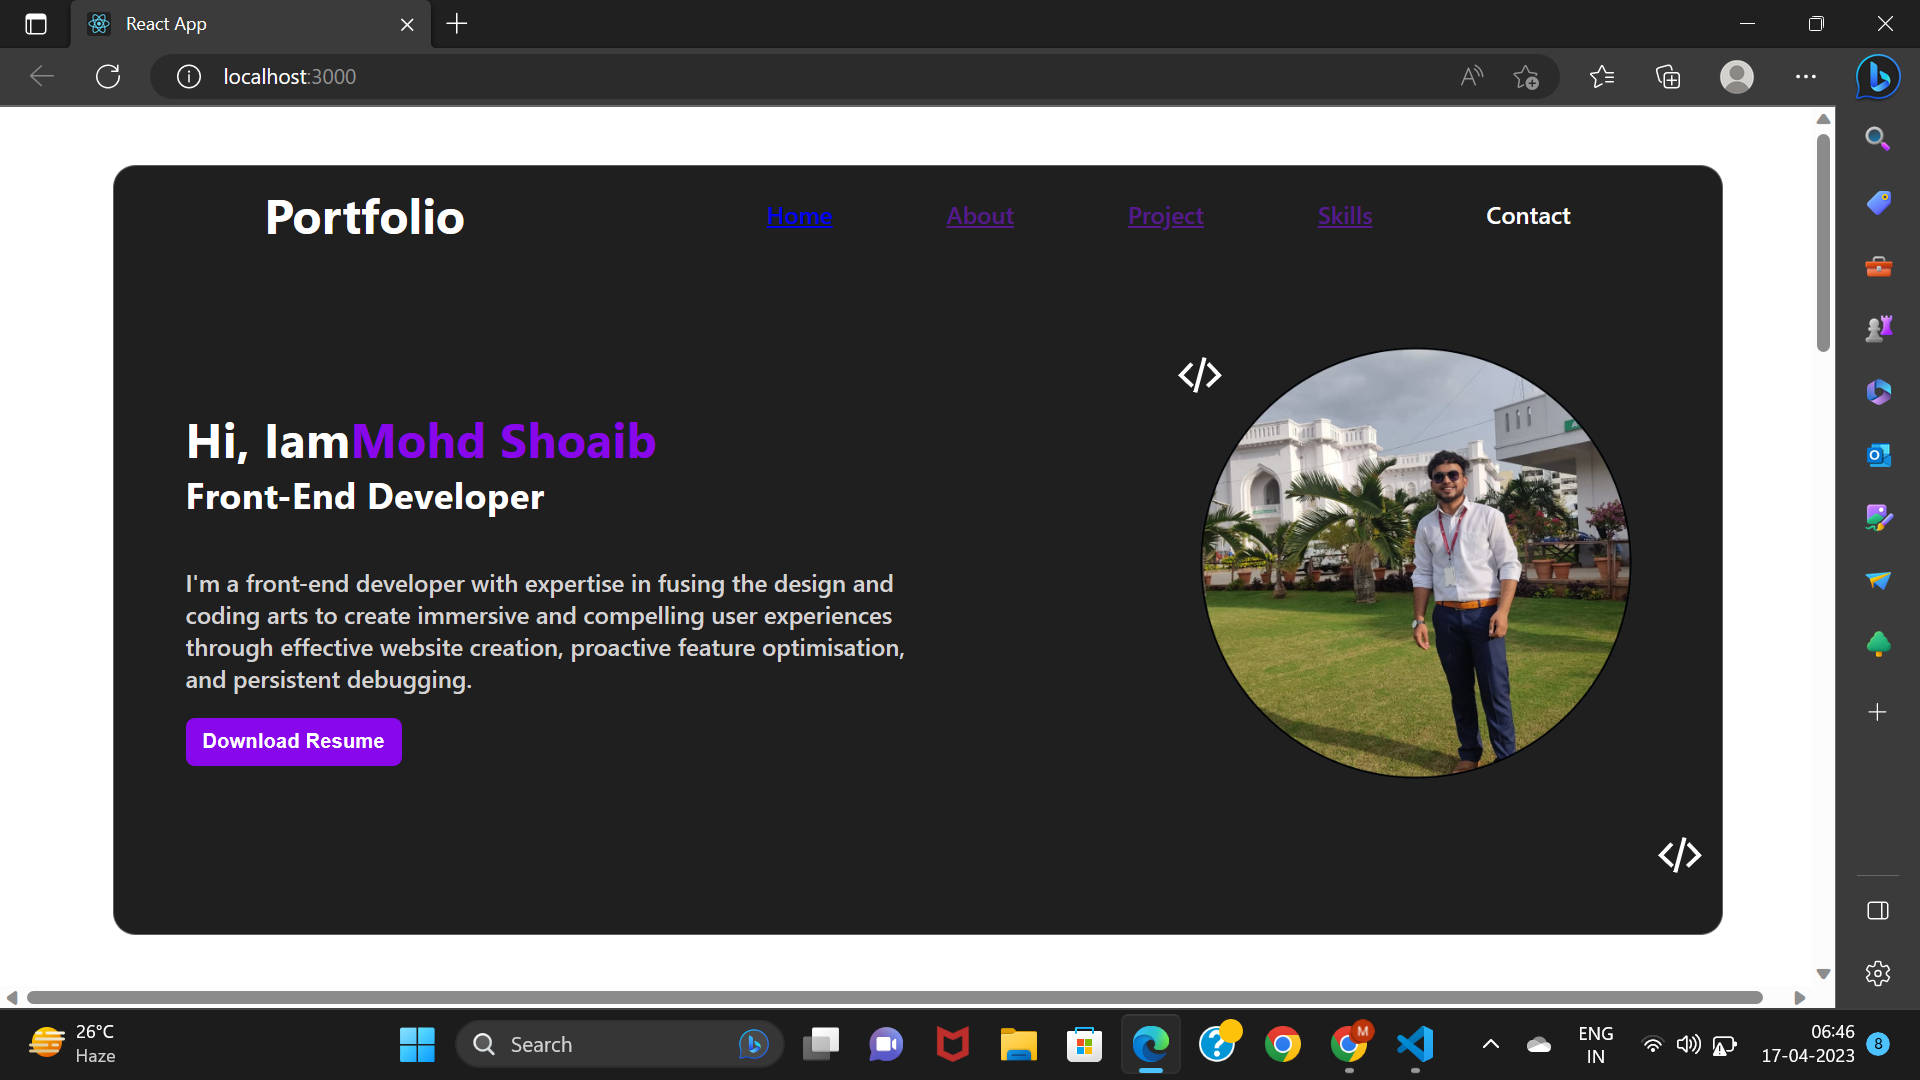 React App
localhost:3000
Portfolio
Home
About
Project
Skills
Contact
Hi, IamMohd Shoaib
Front-End Developer
I'm a front-end developer with expertise in fusing the design and
coding arts to create immersive and compelling user experiences
through effective website creation, proactive feature optimisation,
and persistent debugging.
Download Resume
26°C
Haze
Search
M
ENG
IN
06:46
17-04-2023
8